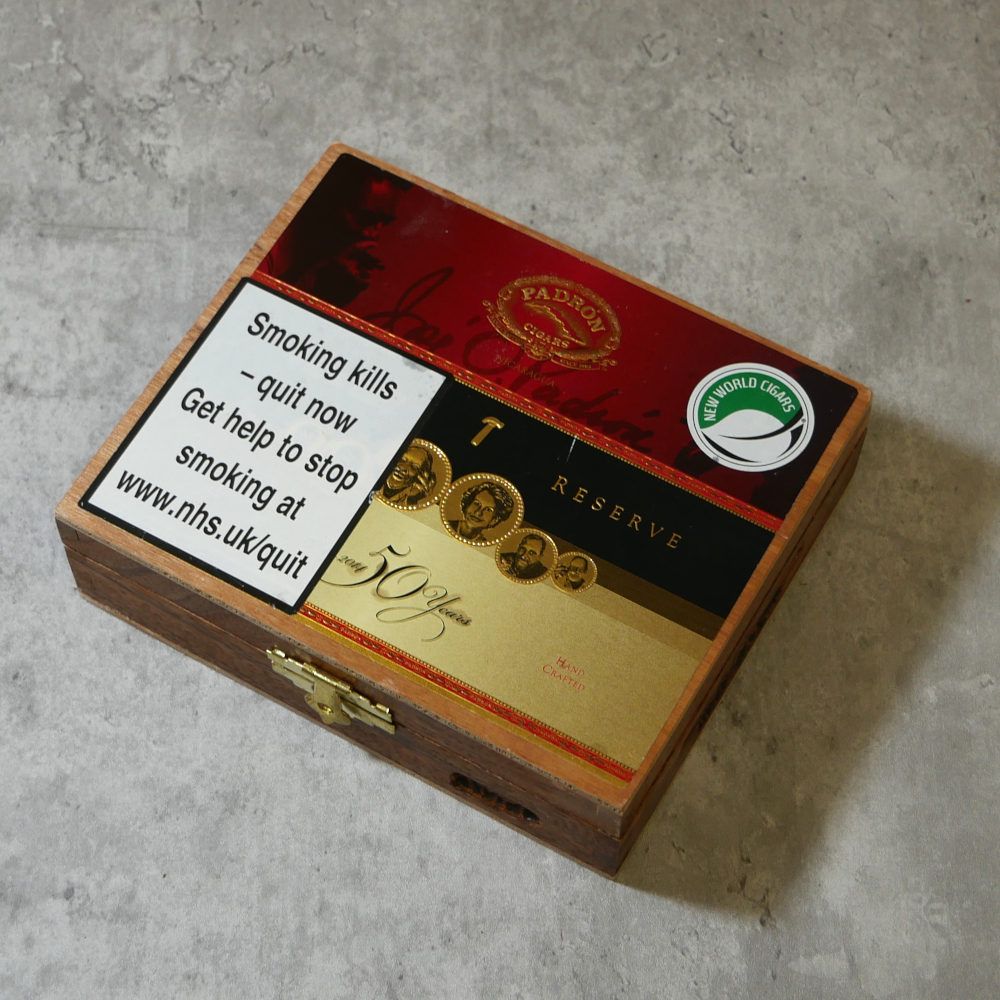 PADRÓN
CIGARS
NEW WORLD CIGARS
Smoking kills
– quit now
Get help to stop
smoking at
www.nhs.uk/quit
T
RESERVE
2014 50 Years
HAND
CRAFTED